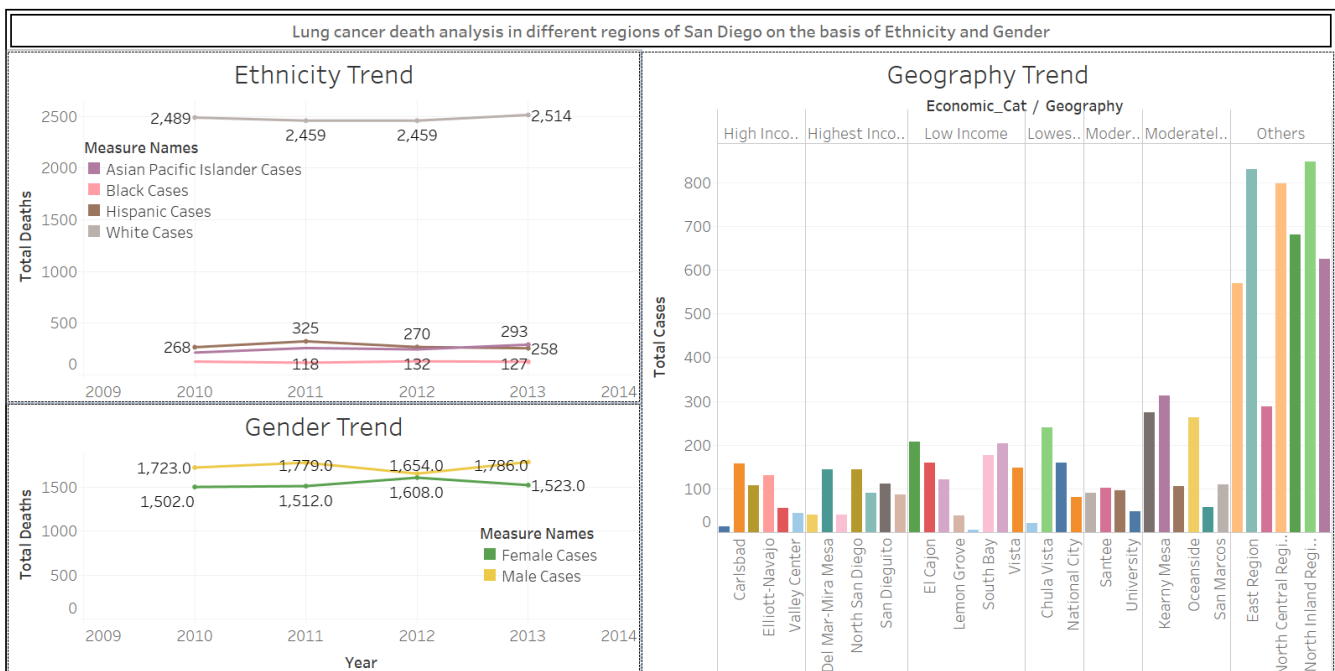 Lung cancer death analysis in different regions of San Diego on the basis of Ethnicity and Gender
Ethnicity Trend
2500
2000
1500
1000
500
0
Total Deaths
2,489
2,459
2,459
2,514
Measure Names
Asian Pacific Islander Cases
Black Cases
Hispanic Cases
White Cases
268
325
270
293
258
118
132
127
2009
2010
2011
2012
2013
2014
Gender Trend
1500
1000
500
0
Total Deaths
1,723.0
1,779.0
1,654.0
1,786.0
1,502.0
1,512.0
1,608.0
1,523.0
Measure Names
Female Cases
Male Cases
2009
2010
2011
2012
2013
2014
Year
Geography Trend
Economic_Cat / Geography
High Inco..
Highest Inco..
Low Income
Lowes..
Moder..
Moderatel..
Others
800
700
600
500
400
300
200
100
0
Total Cases
Carlsbad
Elliott-Navajo
Valley Center
Del Mar-Mira Mesa
North San Diego
San Dieguito
El Cajon
Lemon Grove
South Bay
Vista
Chula Vista
National City
Santee
University
Kearny Mesa
Oceanside
San Marcos
East Region
North Central Regi..
North Inland Regi..